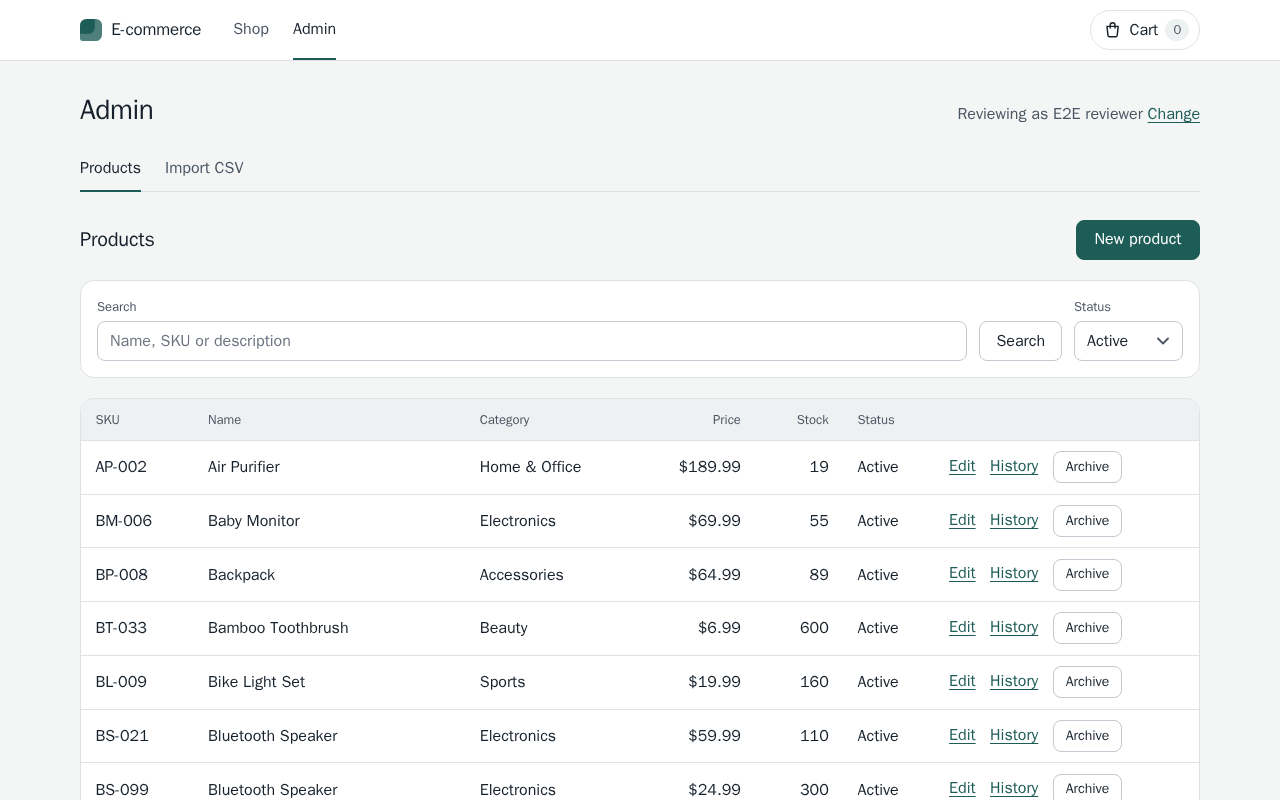 E-commerce Shop Admin Cart 0
Admin
Reviewing as E2E reviewer Change
Products Import CSV
Products New product
Search Status
Name, SKU or description Search Active
SKU Name Category Price Stock Status
AP-002 Air Purifier Home & Office $189.99 19 Active Edit History Archive
BM-006 Baby Monitor Electronics $69.99 55 Active Edit History Archive
BP-008 Backpack Accessories $64.99 89 Active Edit History Archive
BT-033 Bamboo Toothbrush Beauty $6.99 600 Active Edit History Archive
BL-009 Bike Light Set Sports $19.99 160 Active Edit History Archive
BS-021 Bluetooth Speaker Electronics $59.99 110 Active Edit History Archive
BS-099 Bluetooth Speaker Electronics $24.99 300 Active Edit History Archive